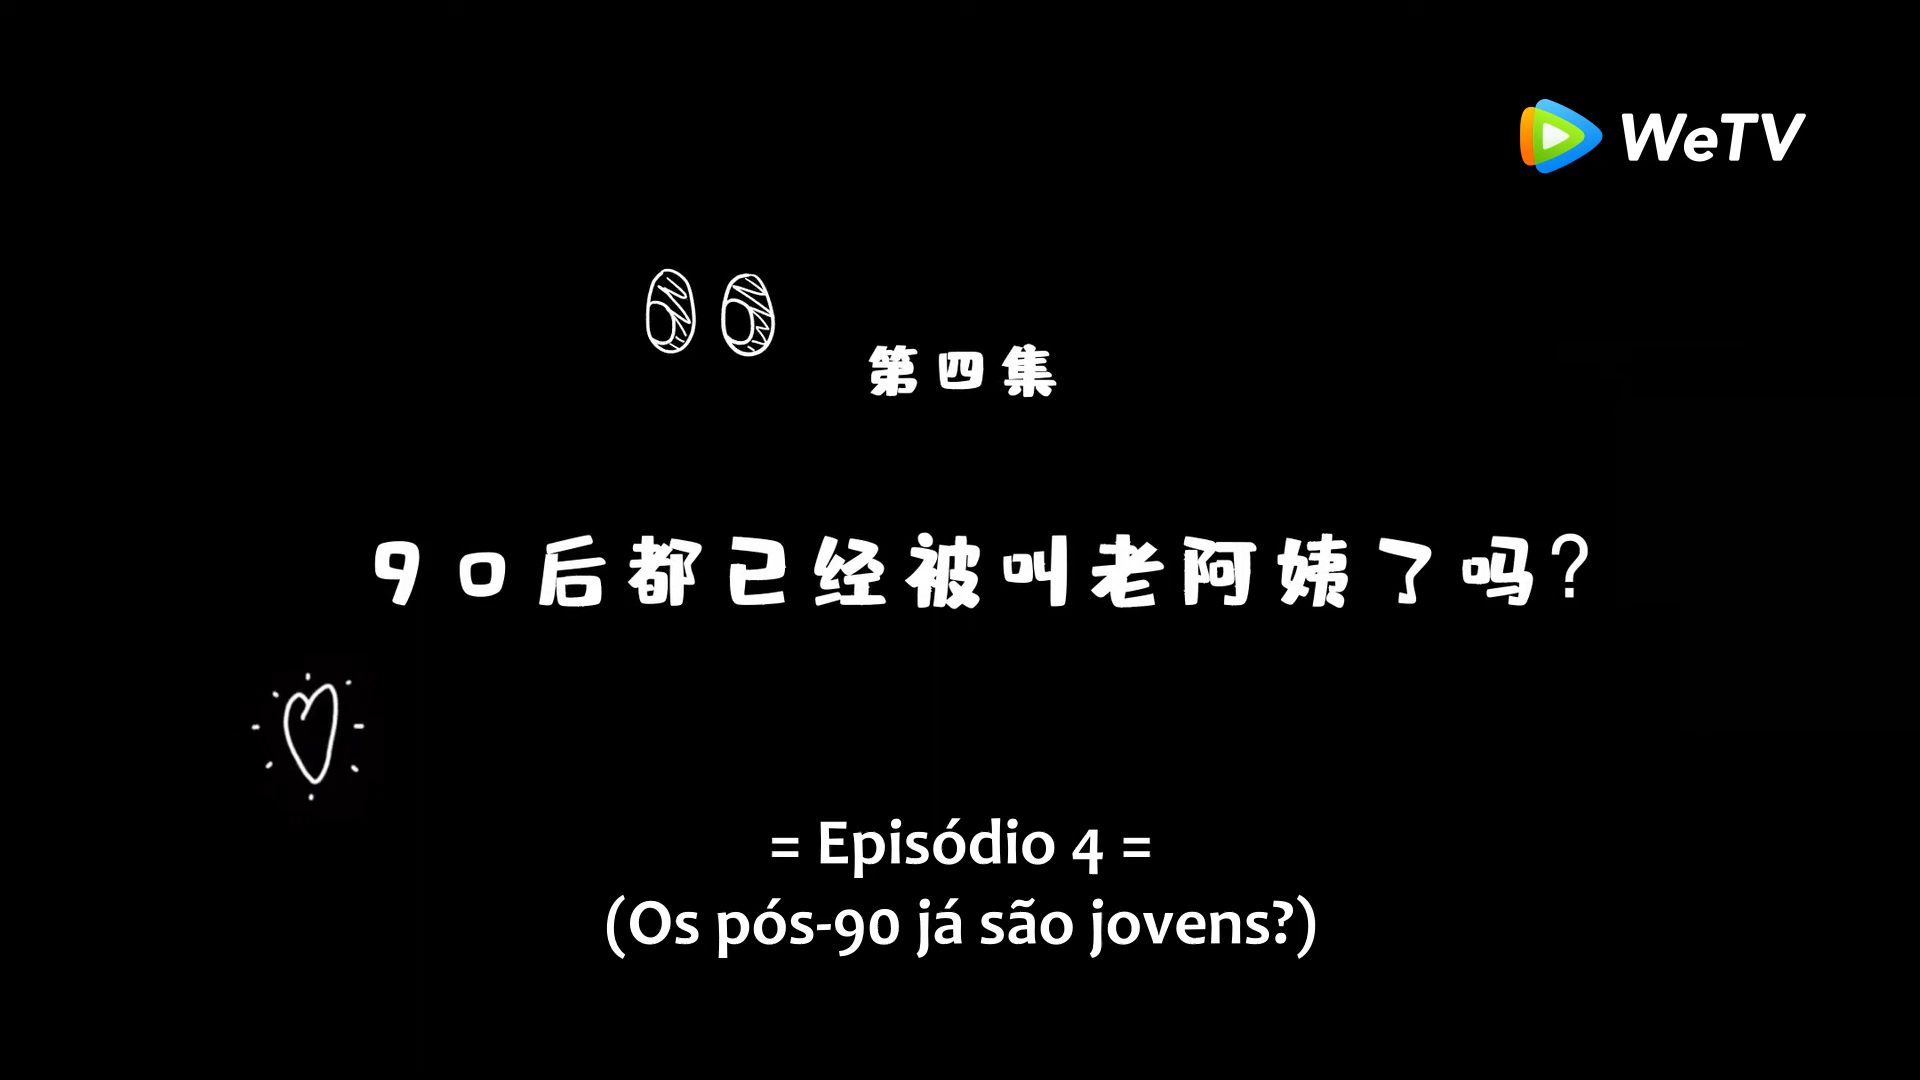 WeTV
第四集
90后都已经被叫老阿姨了吗?
= Episódio 4 =
(Os pós-90 já são jovens?)